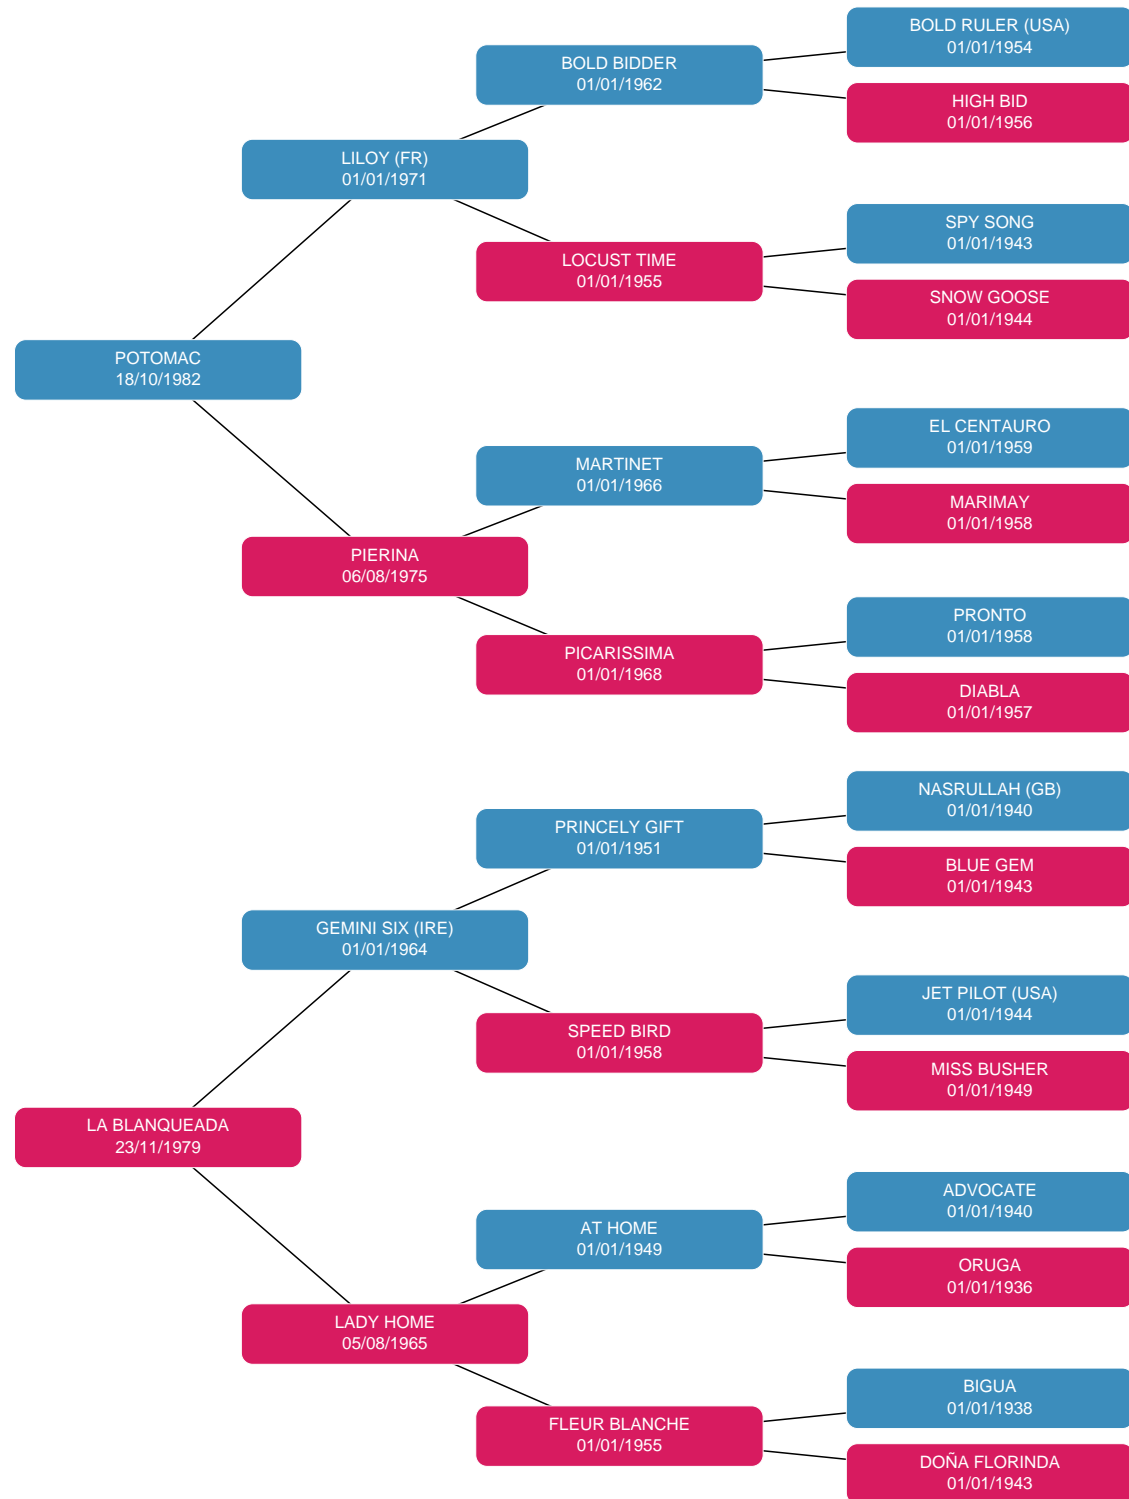 BOLD RULER (USA)
01/01/1954
BOLD BIDDER
01/01/1962
HIGH BID
01/01/1956
LILOY (FR)
01/01/1971
SPY SONG
01/01/1943
LOCUST TIME
01/01/1955
SNOW GOOSE
01/01/1944
POTOMAC
18/10/1982
EL CENTAURO
01/01/1959
MARTINET
01/01/1966
MARIMAY
01/01/1958
PIERINA
06/08/1975
PRONTO
01/01/1958
PICARISSIMA
01/01/1968
DIABLA
01/01/1957
NASRULLAH (GB)
01/01/1940
PRINCELY GIFT
01/01/1951
BLUE GEM
01/01/1943
GEMINI SIX (IRE)
01/01/1964
JET PILOT (USA)
01/01/1944
SPEED BIRD
01/01/1958
MISS BUSHER
01/01/1949
LA BLANQUEADA
23/11/1979
ADVOCATE
01/01/1940
AT HOME
01/01/1949
ORUGA
01/01/1936
LADY HOME
05/08/1965
BIGUA
01/01/1938
FLEUR BLANCHE
01/01/1955
DOÑA FLORINDA
01/01/1943